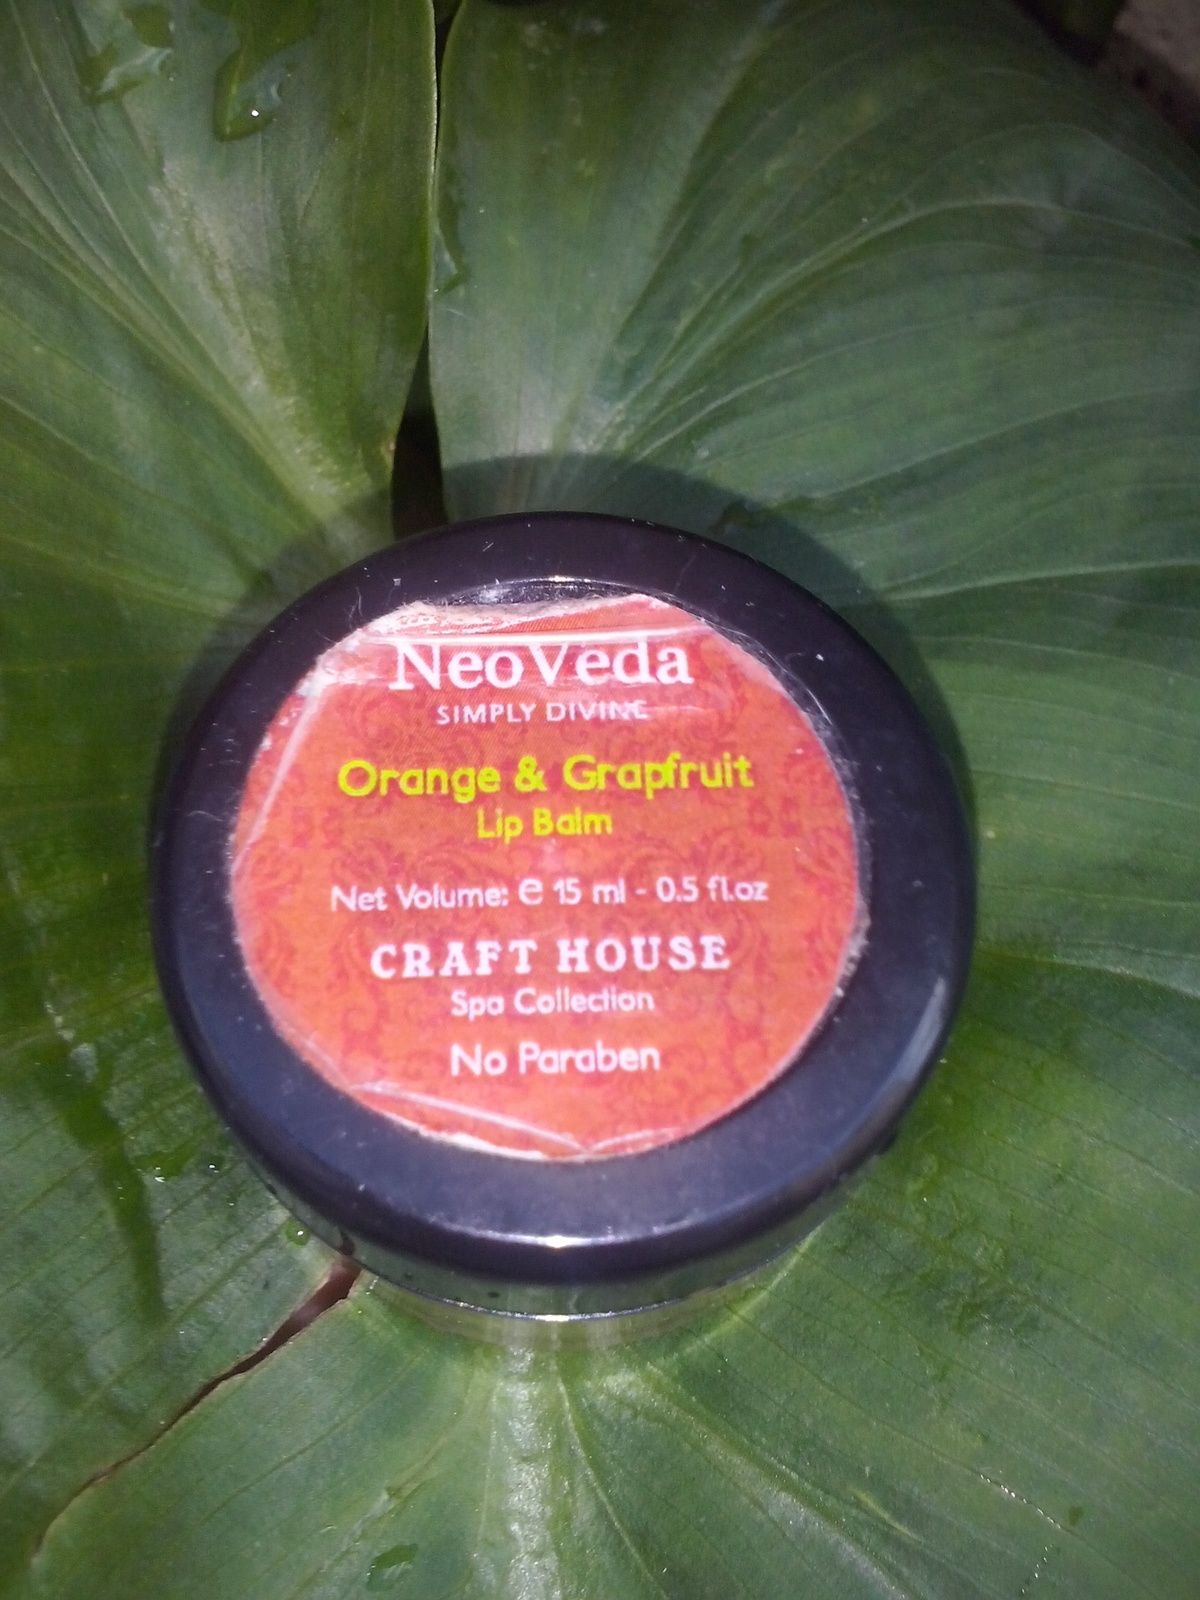 NeoVeda
SIMPLY DIVINE
Orange & Grapfruit
Lip Balm
Net Volume: e 15 ml - 0.5 fl.oz
CRAFT HOUSE
Spa Collection
No Paraben